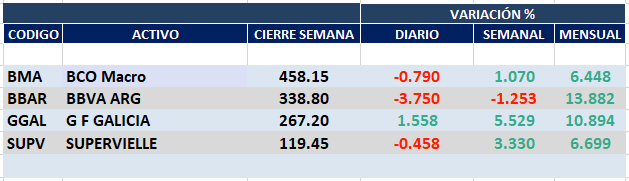 VARIACIÓN %
CODIGO ACTIVO CIERRE SEMANA DIARIO SEMANAL MENSUAL
BMA BCO Macro 458.15 -0.790 1.070 6.448
BBAR BBVA ARG 338.80 -3.750 -1.253 13.882
GGAL G F GALICIA 267.20 1.558 5.529 10.894
SUPV SUPERVIELLE 119.45 -0.458 3.330 6.699